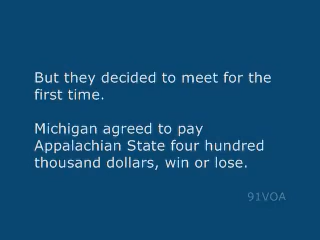 But they decided to meet for the
first time.
Michigan agreed to pay
Appalachian State four hundred
thousand dollars, win or lose.
91VOA